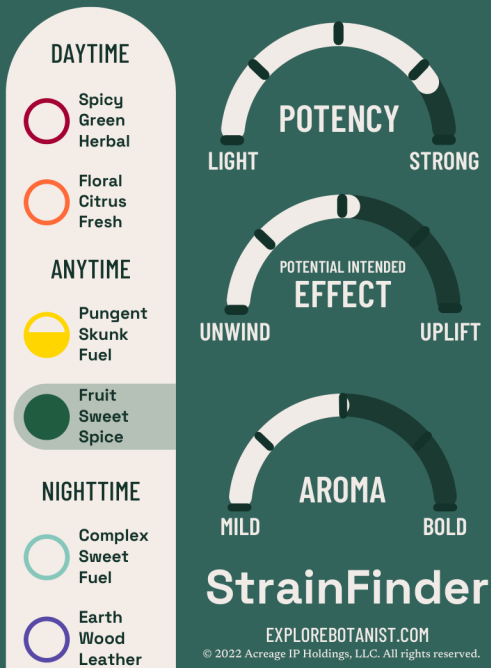 DAYTIME
Spicy
Green
Herbal
Floral
Citrus
Fresh
ANYTIME
Pungent
Skunk
Fuel
Fruit
Sweet
Spice
NIGHTTIME
Complex
Sweet
Fuel
Earth
Wood
Leather
POTENCY
LIGHT STRONG
POTENTIAL INTENDED
EFFECT
UNWIND UPLIFT
AROMA
MILD BOLD
StrainFinder
EXPLOREBOTANIST.COM
© 2022 Acreage IP Holdings, LLC. All rights reserved.